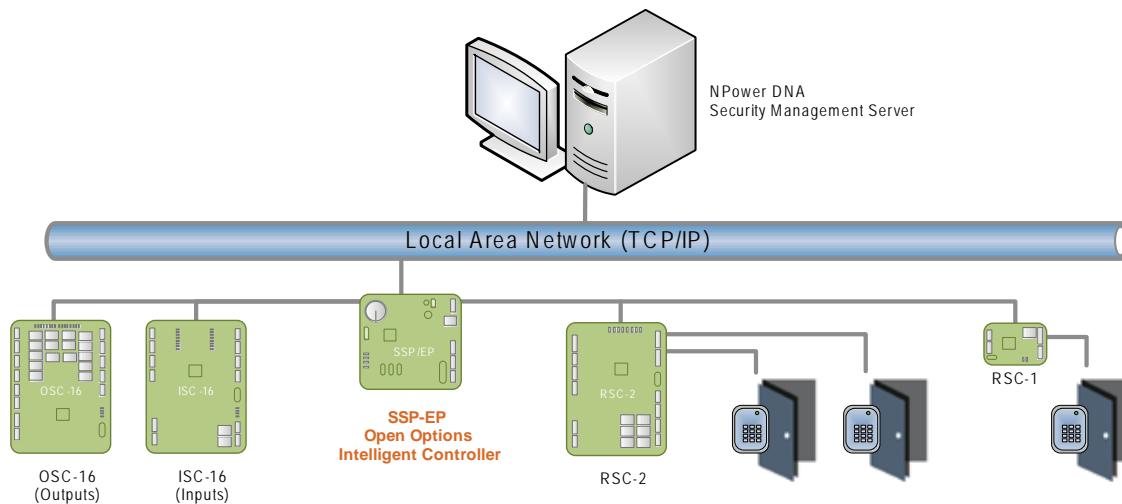 NPower DNA
Security Management Server
Local Area Network (TCP/IP)
SSP/EP
OSC-16
ISC-16
RSC-2
RSC-1
SSP-EP
Open Options
Intelligent Controller
OSC-16
(Outputs)
ISC-16
(Inputs)
RSC-2